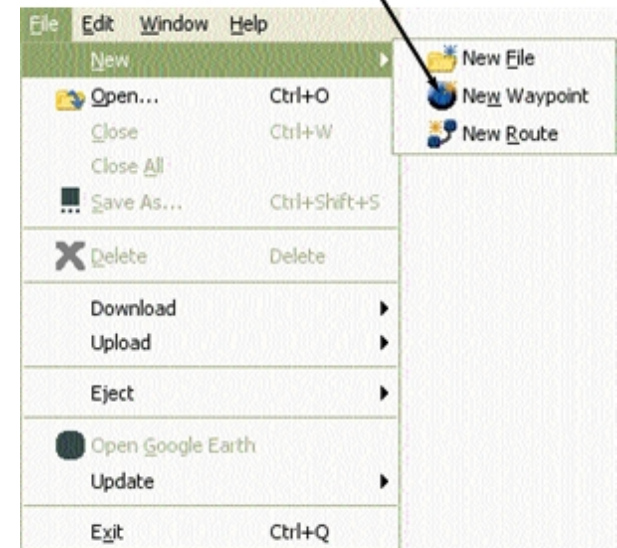 File Edit Window Help
New
New File
Open... Ctrl+O
New Waypoint
Close Ctrl+W
New Route
Close All
Save As... Ctrl+Shift+S
Delete Delete
Download
Upload
Eject
Open Google Earth
Update
Exit Ctrl+Q